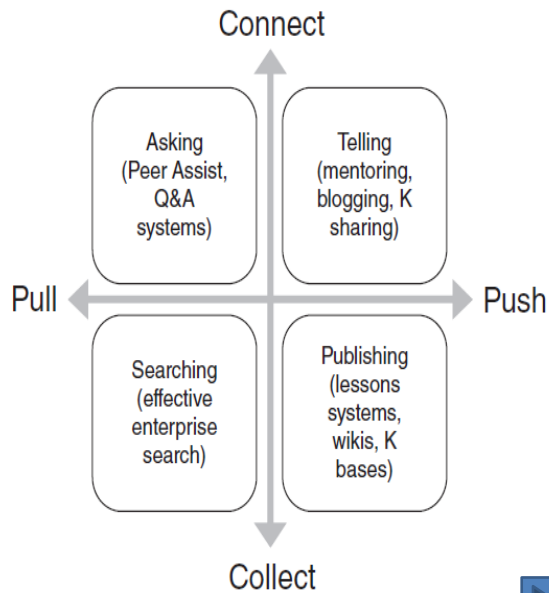 Connect
Asking
(Peer Assist,
Q&A
systems)
Telling
(mentoring,
blogging, K
sharing)
Pull
Push
Searching
(effective
enterprise
search)
Publishing
(lessons
systems,
wikis, K
bases)
Collect